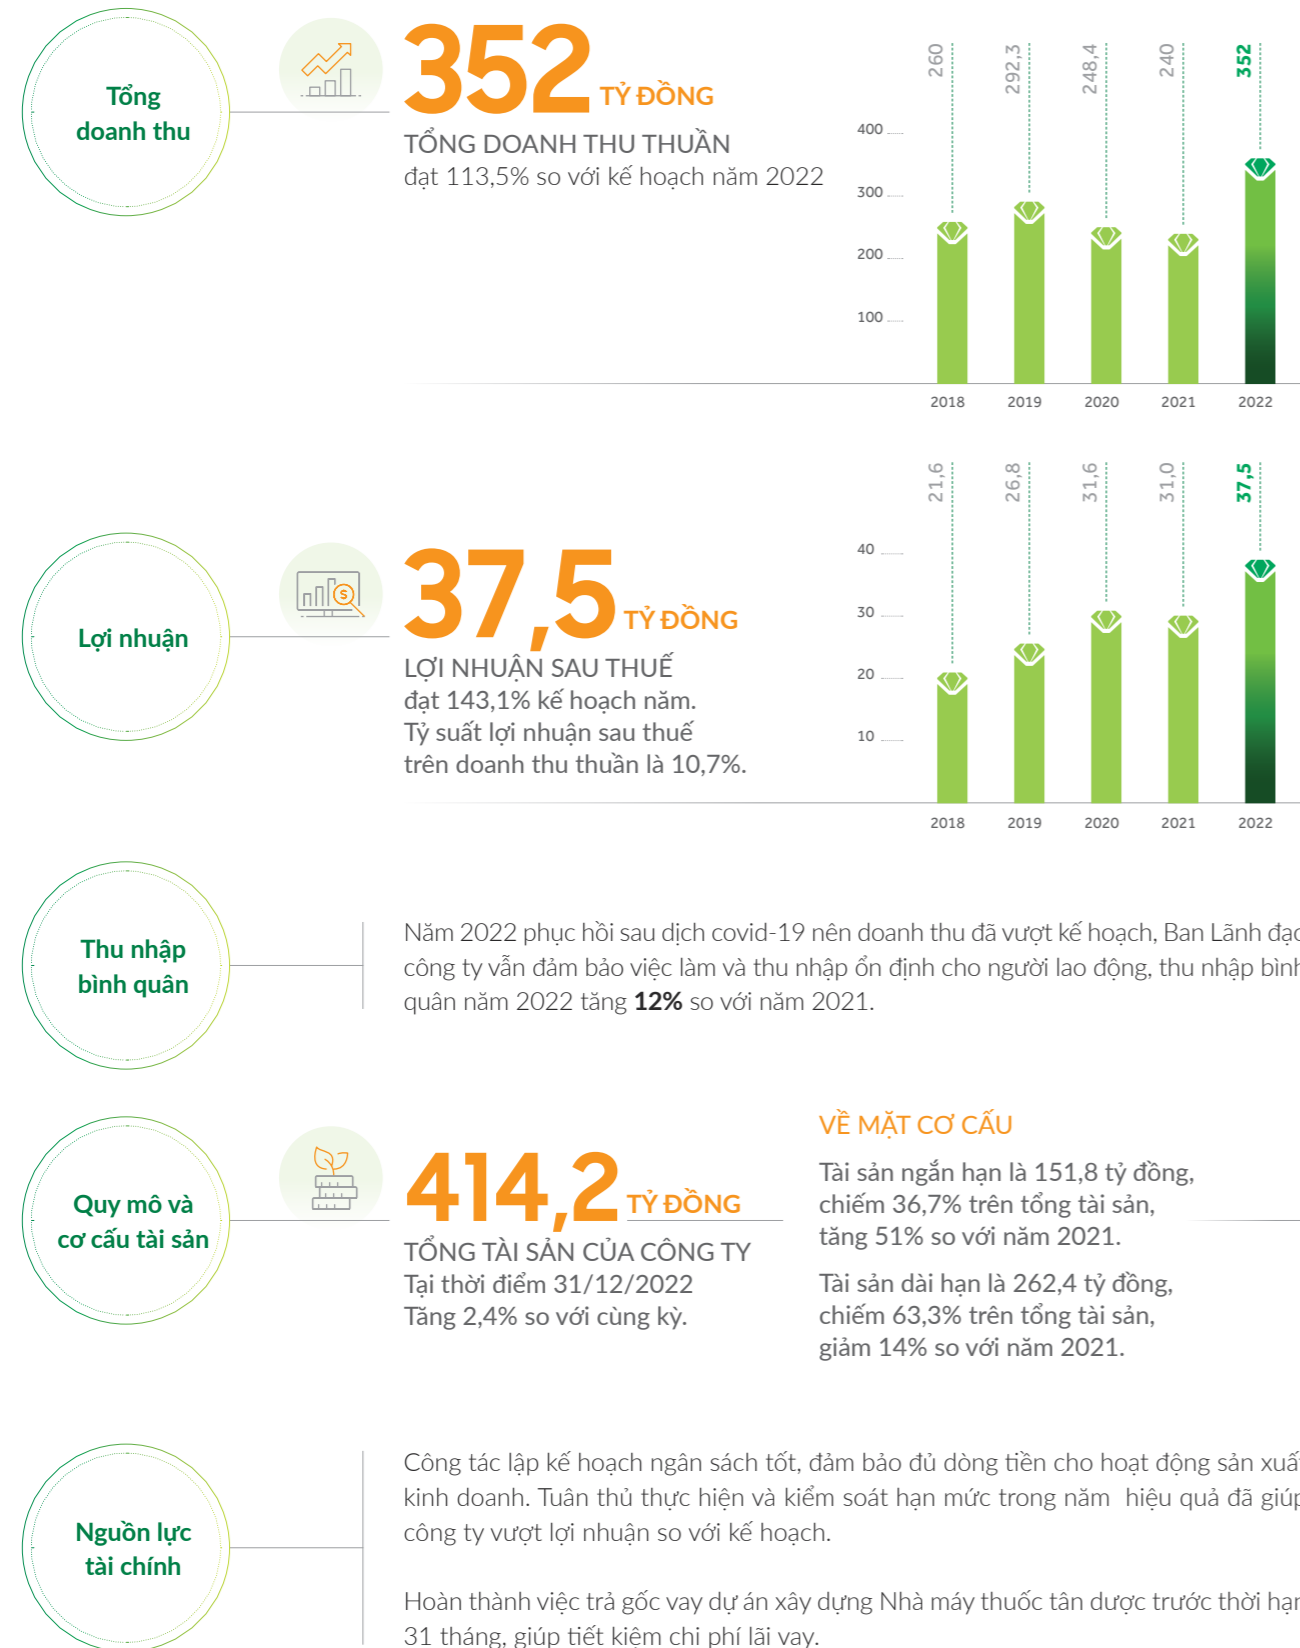 Tổng
doanh thu
352 TỶ ĐỒNG
TỔNG DOANH THU THUẦN
đạt 113,5% so với kế hoạch năm 2022
260
292,3
248,4
240
352
400
300
200
100
2018 2019 2020 2021 2022
Lợi nhuận
37,5 TỶ ĐỒNG
LỢI NHUẬN SAU THUẾ
đạt 143,1% kế hoạch năm.
Tỷ suất lợi nhuận sau thuế
trên doanh thu thuần là 10,7%.
21,6
26,8
31,6
31,0
37,5
40
30
20
10
2018 2019 2020 2021 2022
Thu nhập
bình quân
Năm 2022 phục hồi sau dịch covid-19 nên doanh thu đã vượt kế hoạch, Ban Lãnh đạo
công ty vẫn đảm bảo việc làm và thu nhập ổn định cho người lao động, thu nhập bình
quân năm 2022 tăng 12% so với năm 2021.
Quy mô và
cơ cấu tài sản
414,2 TỶ ĐỒNG
TỔNG TÀI SẢN CỦA CÔNG TY
Tại thời điểm 31/12/2022
Tăng 2,4% so với cùng kỳ.
VỀ MẶT CƠ CẤU
Tài sản ngắn hạn là 151,8 tỷ đồng,
chiếm 36,7% trên tổng tài sản,
tăng 51% so với năm 2021.
Tài sản dài hạn là 262,4 tỷ đồng,
chiếm 63,3% trên tổng tài sản,
giảm 14% so với năm 2021.
Nguồn lực
tài chính
Công tác lập kế hoạch ngân sách tốt, đảm bảo đủ dòng tiền cho hoạt động sản xuất
kinh doanh. Tuân thủ thực hiện và kiểm soát hạn mức trong năm hiệu quả đã giúp
công ty vượt lợi nhuận so với kế hoạch.
Hoàn thành việc trả gốc vay dự án xây dựng Nhà máy thuốc tân dược trước thời hạn
31 tháng, giúp tiết kiệm chi phí lãi vay.